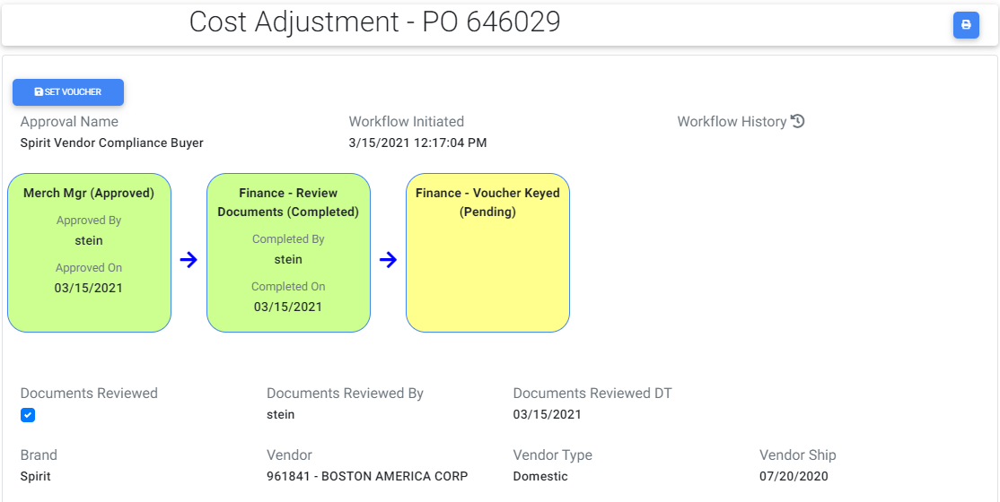 Cost Adjustment - PO 646029
SET VOUCHER
Approval Name
Workflow Initiated
Workflow History
Spirit Vendor Compliance Buyer
3/15/2021 12:17:04 PM
Merch Mgr (Approved)
Approved By
stein
Approved On
03/15/2021
Finance - Review
Documents (Completed)
Completed By
stein
Completed On
03/15/2021
Finance - Voucher Keyed
(Pending)
Documents Reviewed
Documents Reviewed By
Documents Reviewed DT
stein
03/15/2021
Brand
Vendor
Vendor Type
Vendor Ship
Spirit
961841 - BOSTON AMERICA CORP
Domestic
07/20/2020